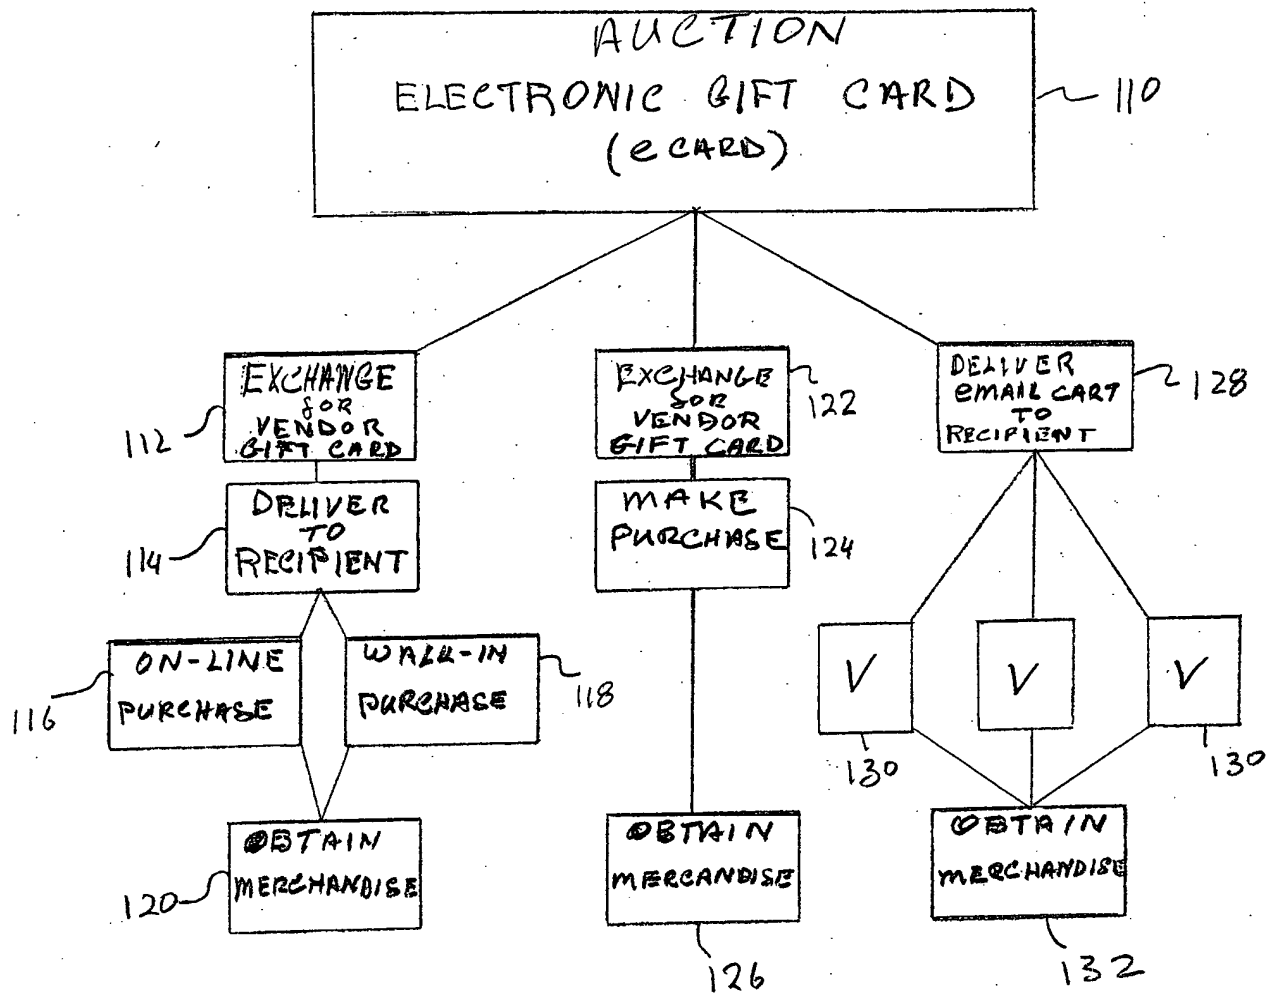 AUCTION
ELECTRONIC GIFT CARD
(eCARD)
110
EXCHANGE
for
VENDOR
GIFT CARD
112
EXCHANGE
for
VENDOR
GIFT CARD
122
DELIVER
eMAIL CART
TO
RECIPIENT
128
DELIVER
TO
RECIPIENT
114
MAKE
PURCHASE
124
ON-LINE
PURCHASE
116
WALK-IN
PURCHASE
118
V
V
V
130
130
OBTAIN
MERCHANDISE
120
OBTAIN
MERCANDISE
126
OBTAIN
MERCHANDISE
132